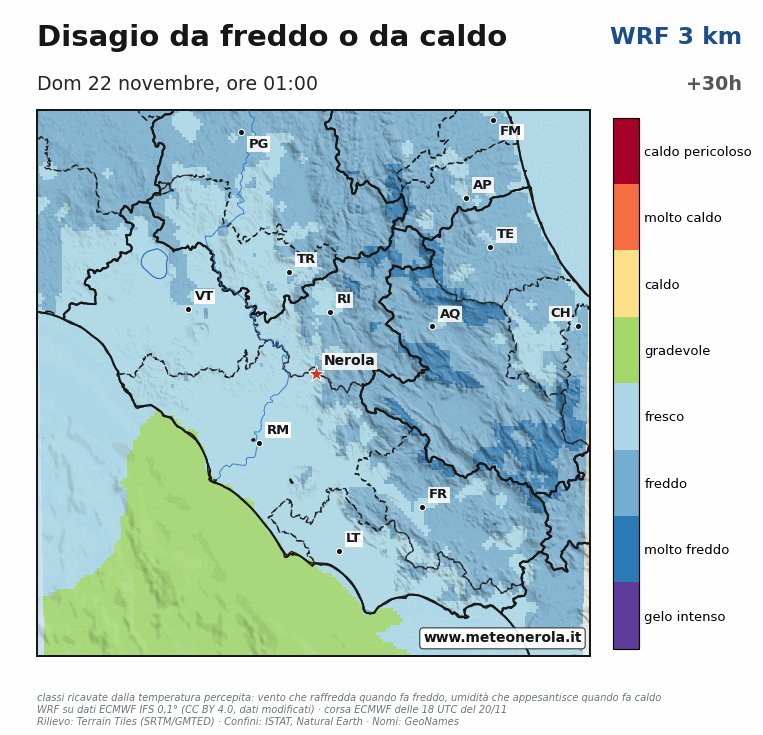 Disagio da freddo o da caldo
WRF 3 km
Dom 22 novembre, ore 01:00
+30h
FM
PG
AP
TE
TR
VT
RI
AQ
CH
Nerola
RM
FR
LT
www.meteonerola.it
caldo pericoloso
molto caldo
caldo
gradevole
fresco
freddo
molto freddo
gelo intenso
classi ricavate dalla temperatura percepita: vento che raffredda quando fa freddo, umidità che appesantisce quando fa caldo
WRF su dati ECMWF IFS 0,1° (CC BY 4.0, dati modificati) · corsa ECMWF delle 18 UTC del 20/11
Rilievo: Terrain Tiles (SRTM/GMTED) · Confini: ISTAT, Natural Earth · Nomi: GeoNames